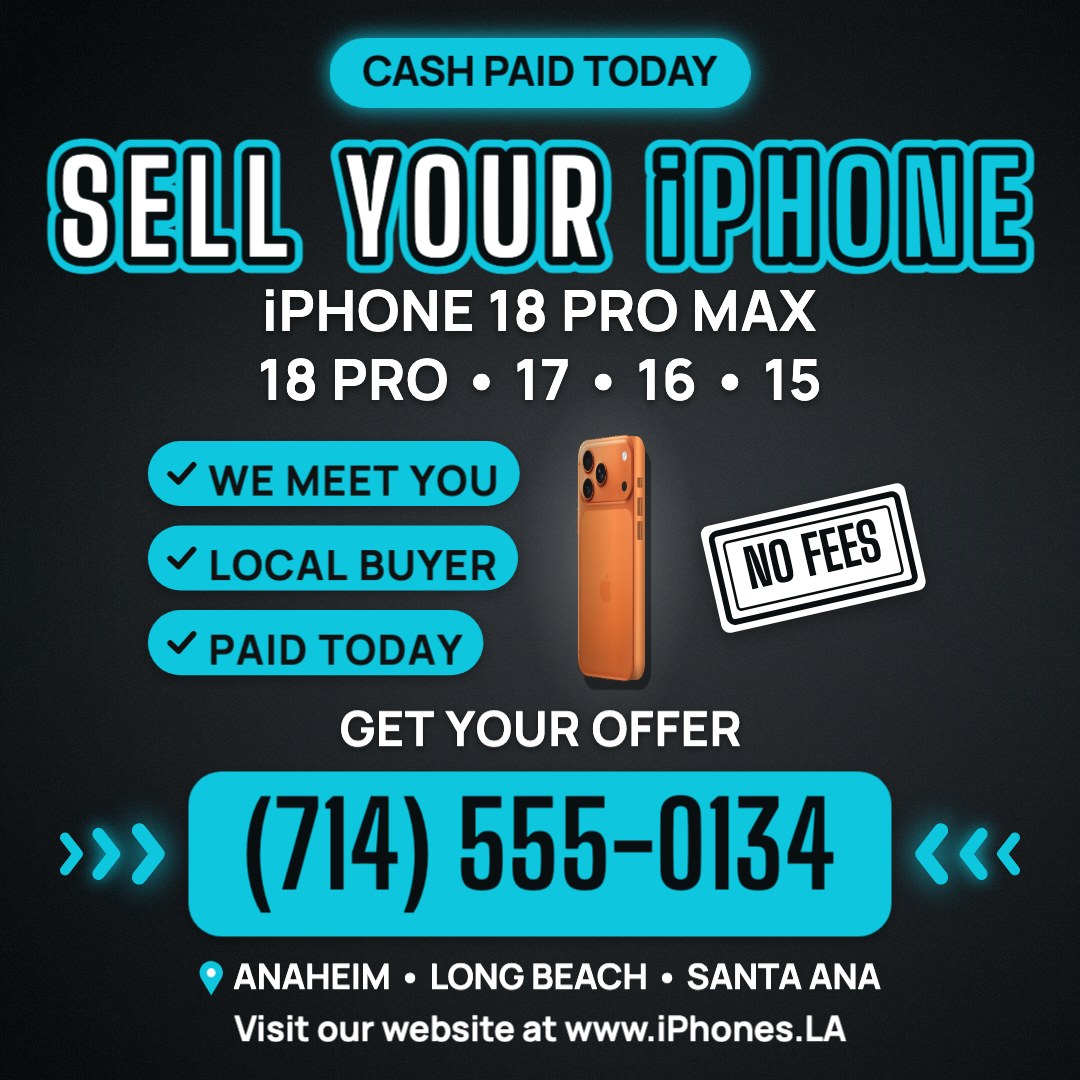 CASH PAID TODAY
SELL YOUR iPHONE
iPHONE 18 PRO MAX
18 PRO • 17 • 16 • 15
✓ WE MEET YOU
✓ LOCAL BUYER
✓ PAID TODAY
NO FEES
GET YOUR OFFER
(714) 555-0134
ANAHEIM • LONG BEACH • SANTA ANA
Visit our website at www.iPhones.LA